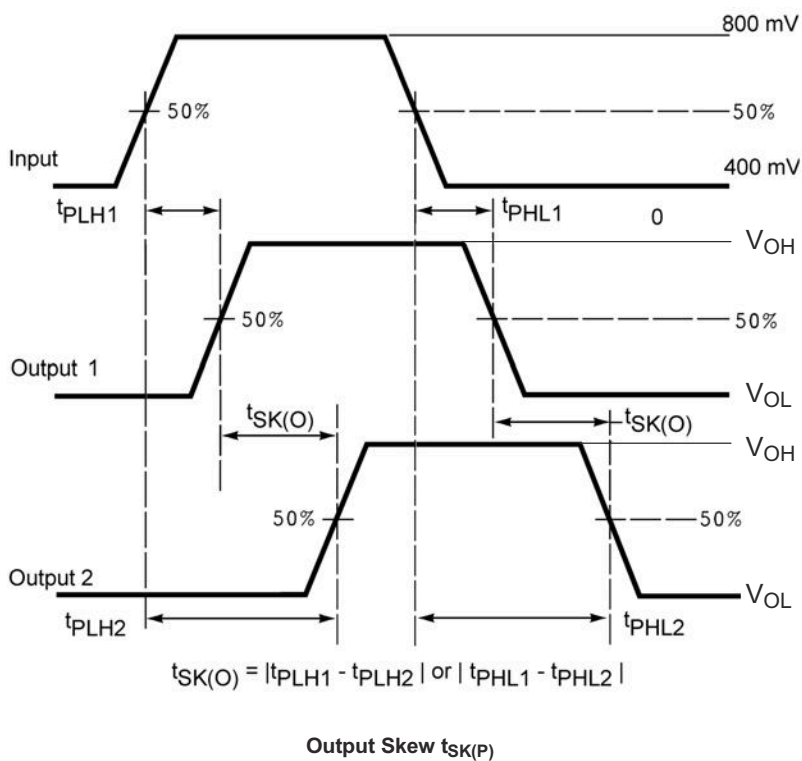 800 mV
50%
50%
Input
400 mV
tPLH1
tPHL1
0
VOH
50%
50%
Output 1
VOL
tSK(O)
tSK(O)
VOH
50%
50%
Output 2
VOL
tPLH2
tPHL2
tSK(O) = |tPLH1 - tPLH2| or | tPHL1 - tPHL2 |
Output Skew tSK(P)